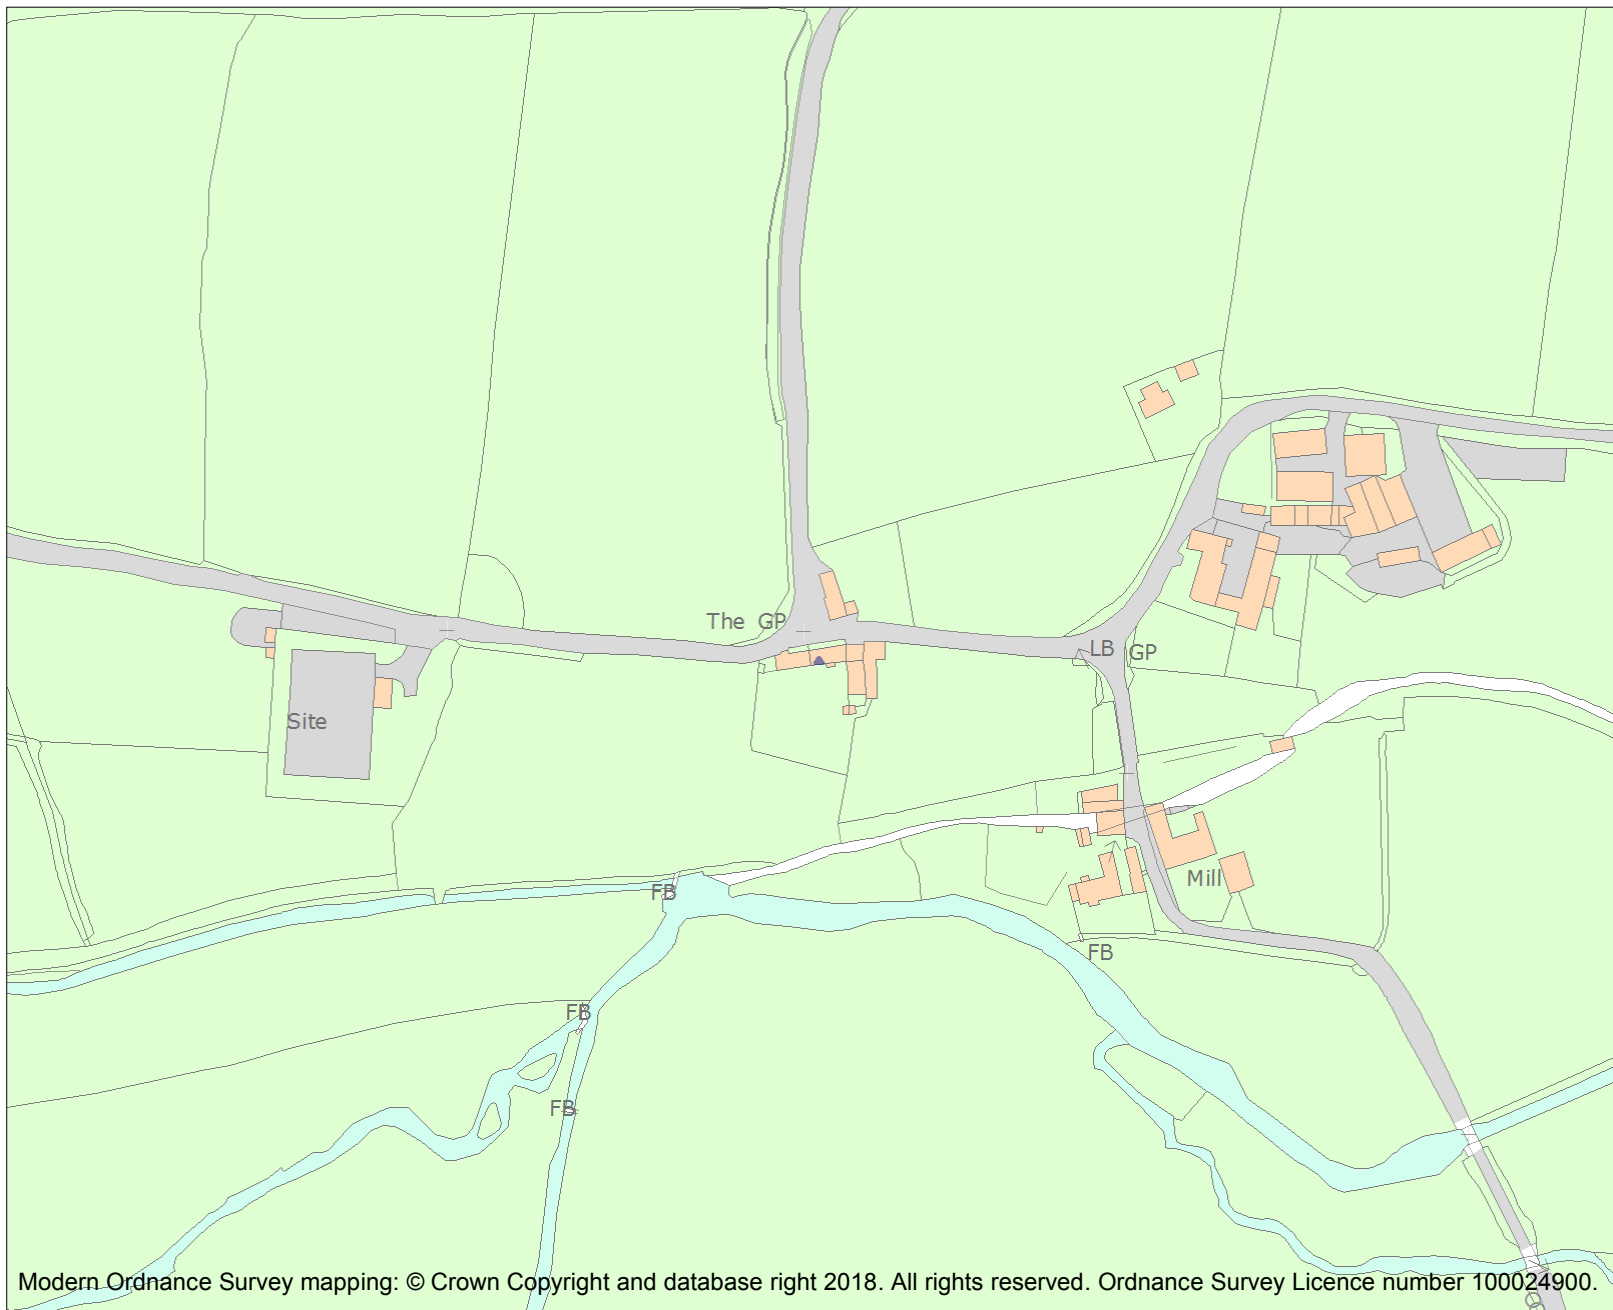 The GP
LB GP
Site
Mill
FB
FB
FB
FB
Modern Ordnance Survey mapping: © Crown Copyright and database right 2018. All rights reserved. Ordnance Survey Licence number 100024900.